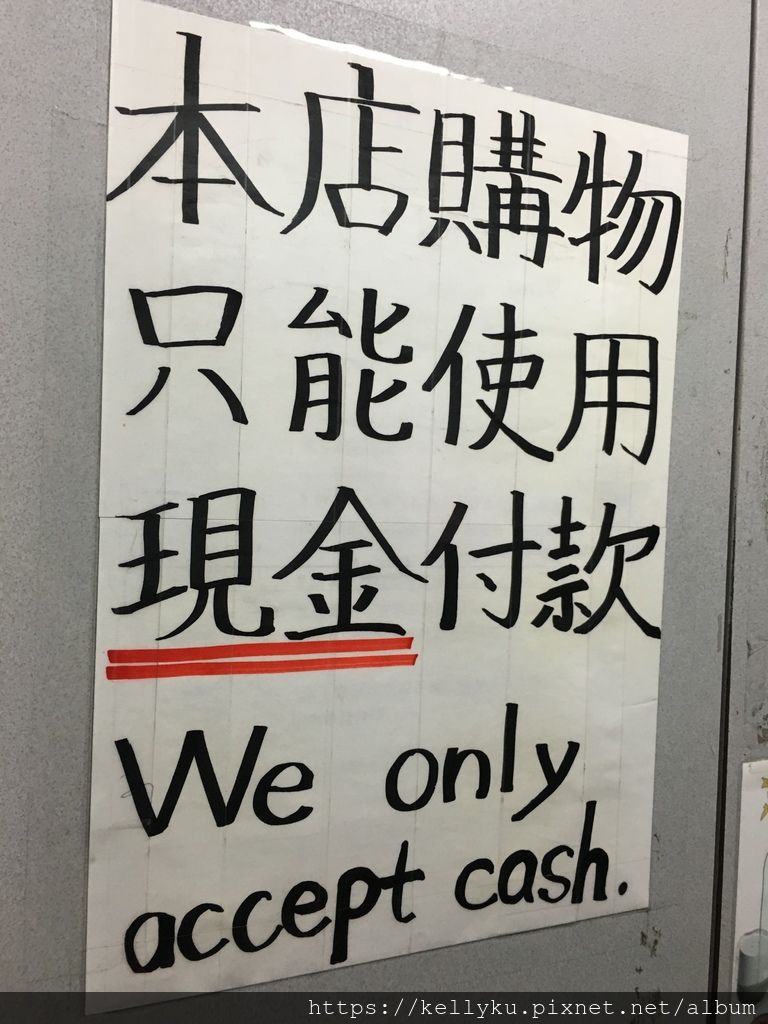 本店購物
只能使用
現金付款
We only
accept cash.
https://kellyku.pixnet.net/album